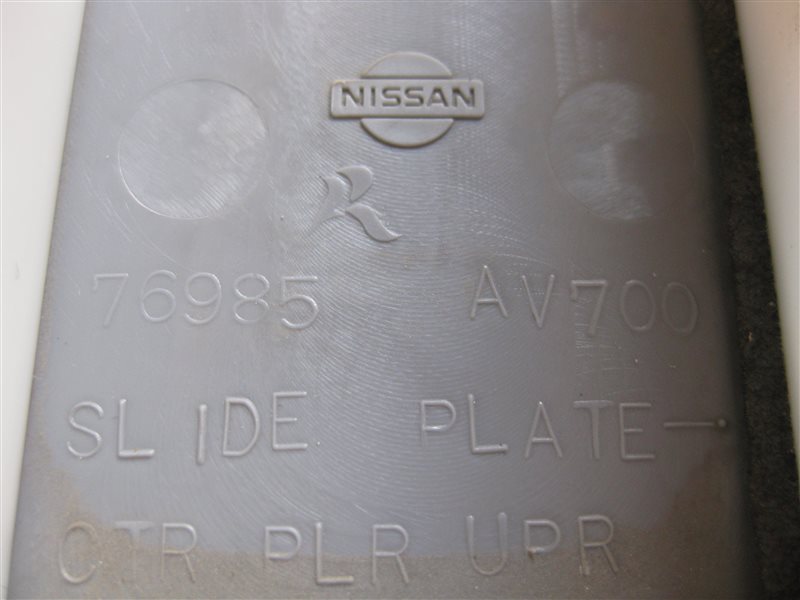 NISSAN
76985 AV700
SLIDE PLATE-
CTR PLR UPR